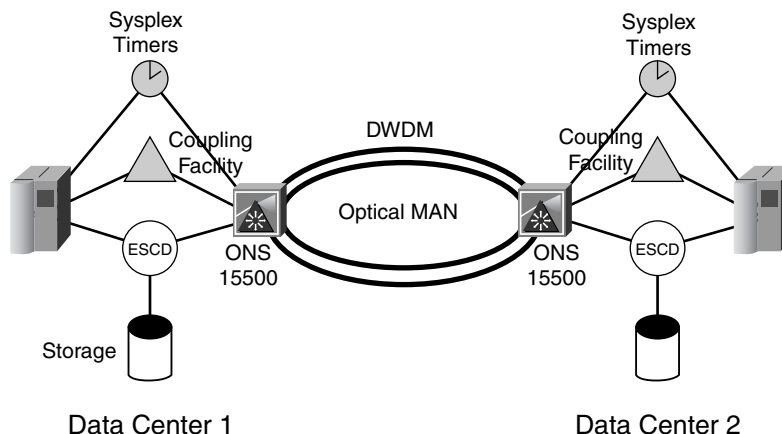 Sysplex
Timers
Sysplex
Timers
Coupling
Facility
DWDM
Coupling
Facility
Optical MAN
ESCD
ONS
15500
ONS
15500
ESCD
Storage
Data Center 1
Data Center 2